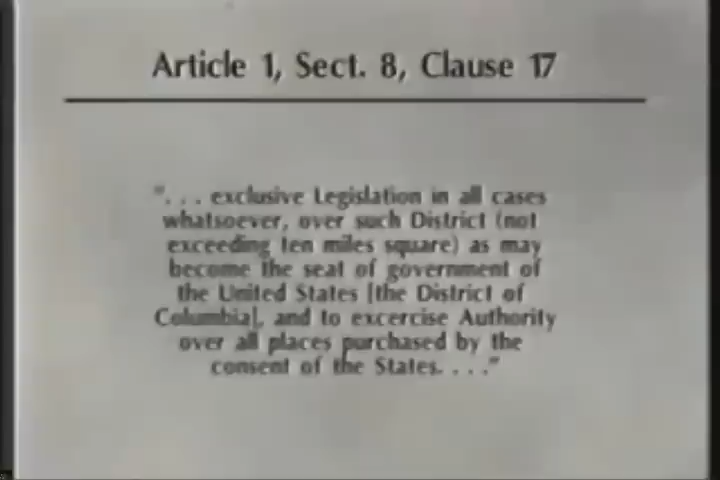 Article 1, Sect. 8, Clause 17
". . . exclusive Legislation in all cases
whatsoever, over such District (not
exceeding ten miles square) as may
become the seat of government of
the United States [the District of
Columbia], and to excercise Authority
over all places purchased by the
consent of the States. . . ."